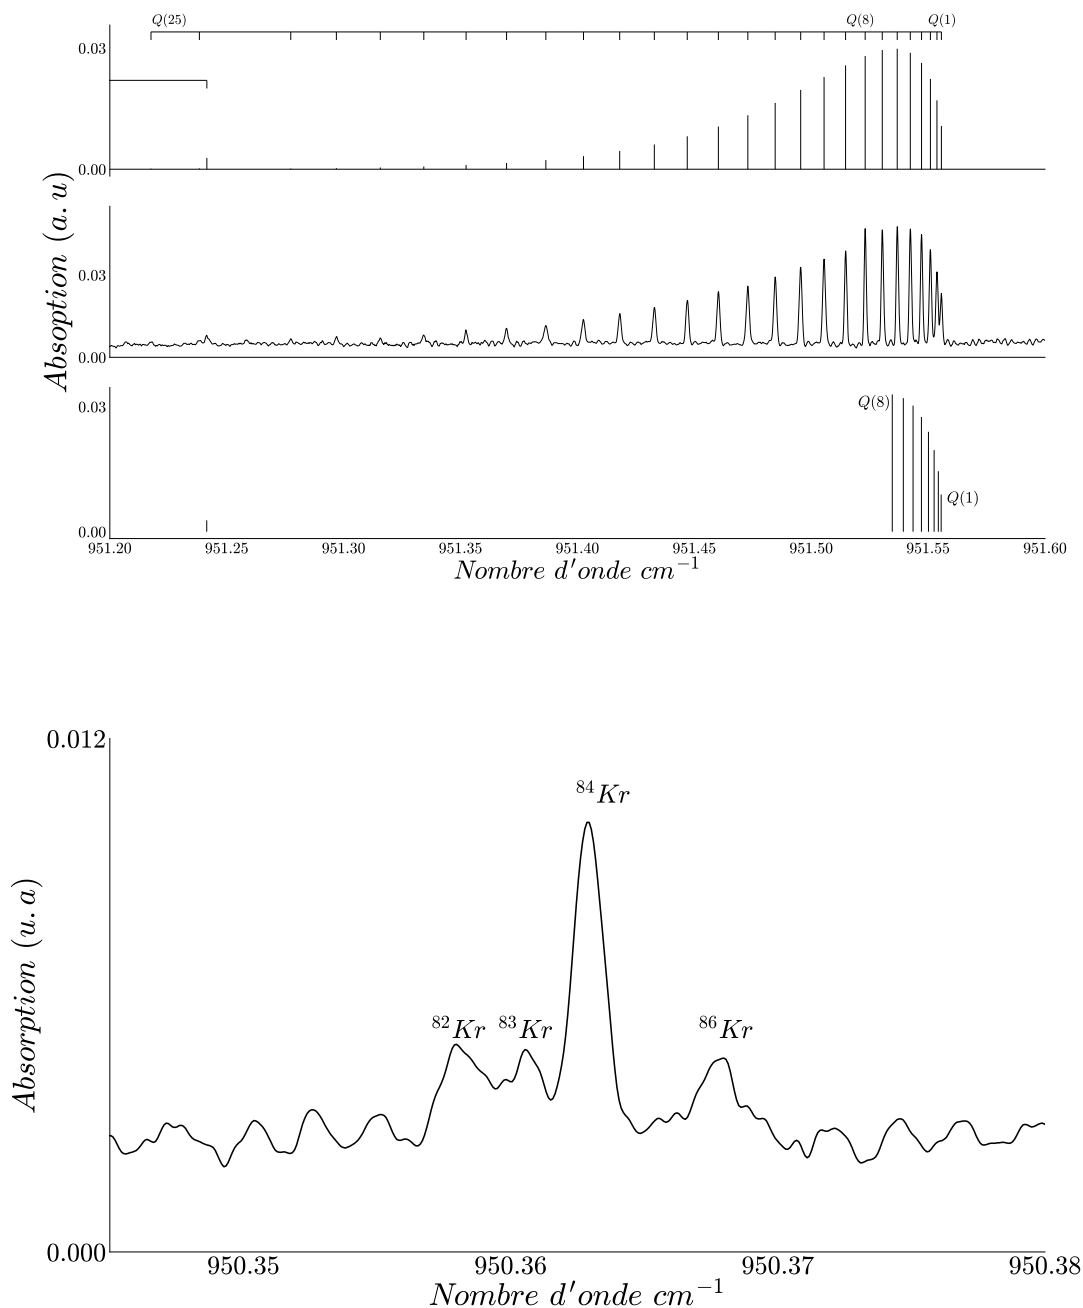 Q(25) Q(8) Q(1)
0.03
0.00
0.03
0.00
Absoption (a.u)
0.03
Q(8)
Q(1)
0.00
951.20 951.25 951.30 951.35 951.40 951.45 951.50 951.55 951.60
Nombre d'onde cm⁻¹
0.012
⁸⁴Kr
⁸²Kr ⁸³Kr ⁸⁶Kr
Absorption (u.a)
0.000
950.35 950.36 950.37 950.38
Nombre d'onde cm⁻¹